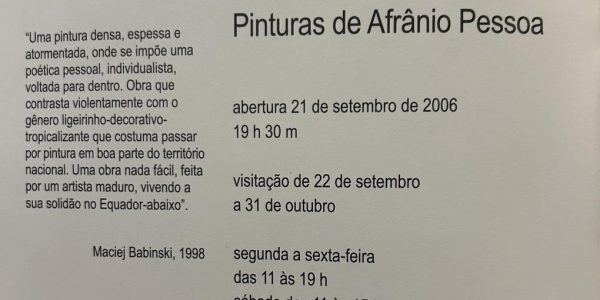 "Uma pintura densa, espessa e
atormentada, onde se impõe uma
poética pessoal, individualista,
voltada para dentro. Obra que
contrasta violentamente com o
gênero ligeirinho-decorativo-
tropicalizante que costuma passar
por pintura em boa parte do território
nacional. Uma obra nada fácil, feita
por um artista maduro, vivendo a
sua solidão no Equador-abaixo".
Maciej Babinski, 1998
Pinturas de Afrânio Pessoa
abertura 21 de setembro de 2006
19 h 30 m
visitação de 22 de setembro
a 31 de outubro
segunda a sexta-feira
das 11 às 19 h